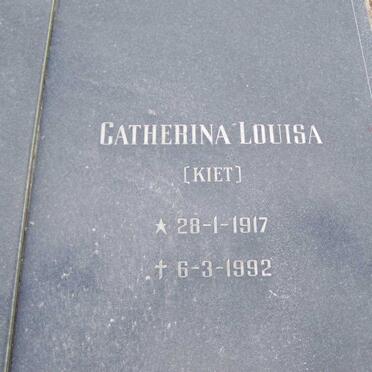 CATHERINA LOUISA
[KIET]
★ 28-1-1917
✝ 6-3-1992